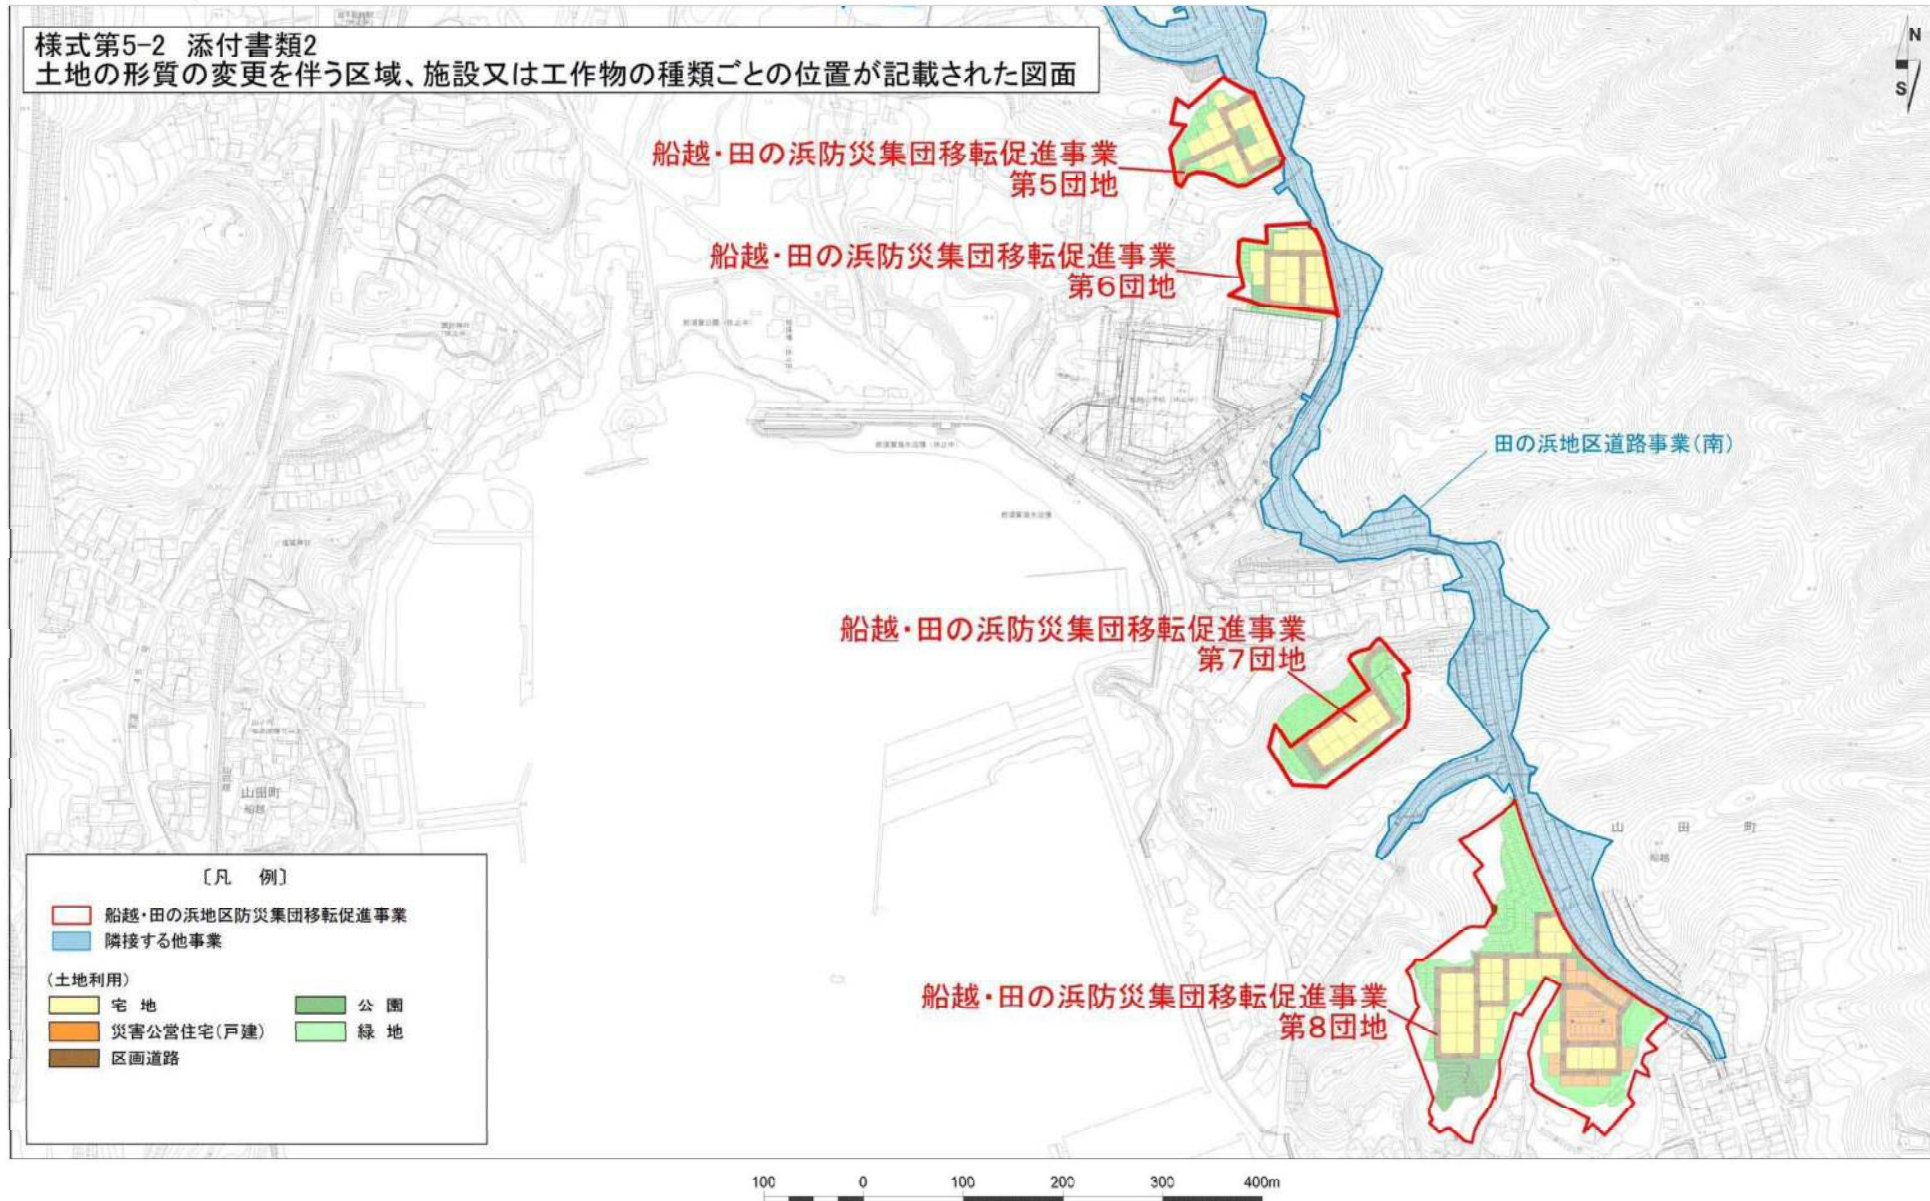 様式第5-2 添付書類2
土地の形質の変更を伴う区域、施設又は工作物の種類ごとの位置が記載された図面
N
S
船越・田の浜防災集団移転促進事業
第5団地
船越・田の浜防災集団移転促進事業
第6団地
田の浜地区道路事業(南)
船越・田の浜防災集団移転促進事業
第7団地
山田町
船越
山田町
船越
船越・田の浜防災集団移転促進事業
第8団地
〔凡 例〕
船越・田の浜地区防災集団移転促進事業
隣接する他事業
(土地利用)
宅 地
公 園
災害公営住宅(戸建)
緑 地
区画道路
100 0 100 200 300 400m